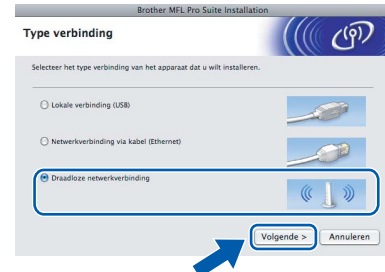 Brother MFL Pro Suite Installation
Type verbinding
Selecteer het type verbinding van het apparaat dat u wilt installeren.
Lokale verbinding (USB)
Netwerkverbinding via kabel (Ethernet)
Draadloze netwerkverbinding
Volgende > Annuleren